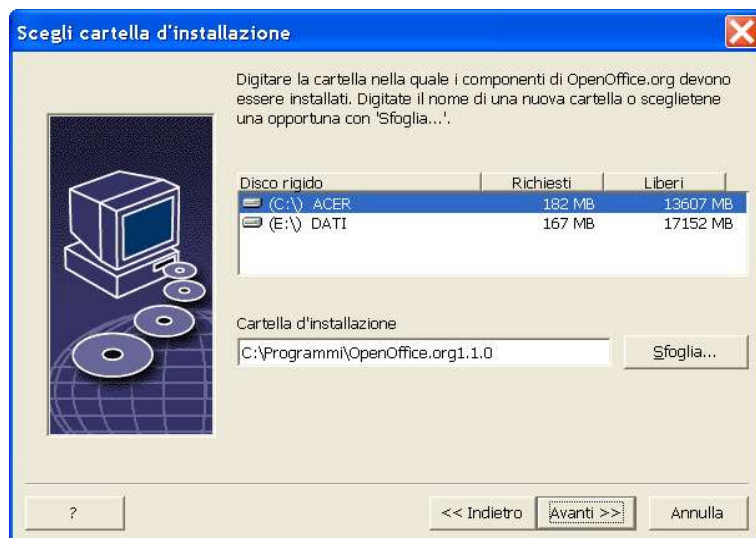 Scegli cartella d'installazione
Digitare la cartella nella quale i componenti di OpenOffice.org devono
essere installati. Digitate il nome di una nuova cartella o sceglietene
una opportuna con 'Sfoglia...'.
Disco rigido Richiesti Liberi
(C:\) ACER 182 MB 13607 MB
(E:\) DATI 167 MB 17152 MB
Cartella d'installazione
C:\Programmi\OpenOffice.org1.1.0 Sfoglia...
? << Indietro Avanti >> Annulla